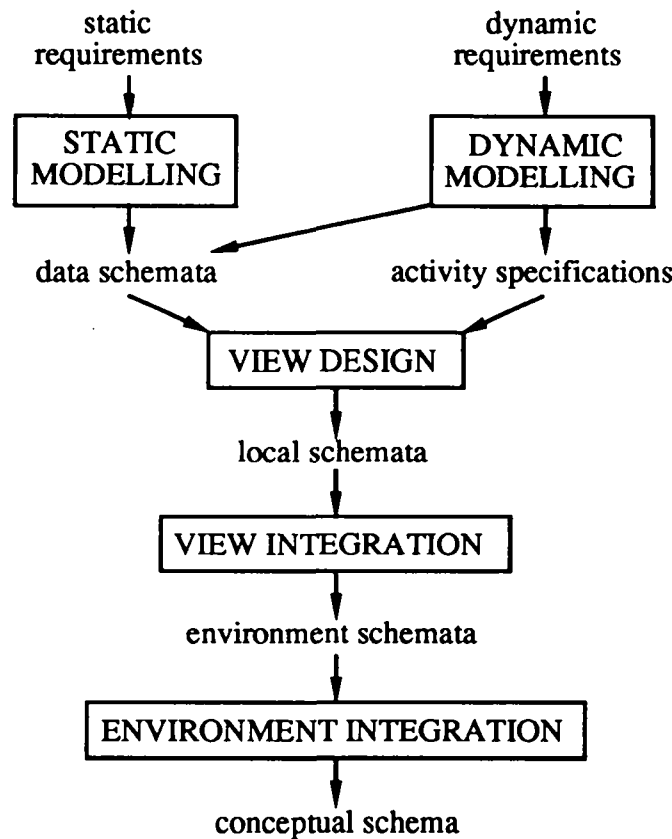 static
requirements
dynamic
requirements
STATIC
MODELLING
DYNAMIC
MODELLING
data schemata
activity specifications
VIEW DESIGN
local schemata
VIEW INTEGRATION
environment schemata
ENVIRONMENT INTEGRATION
conceptual schema